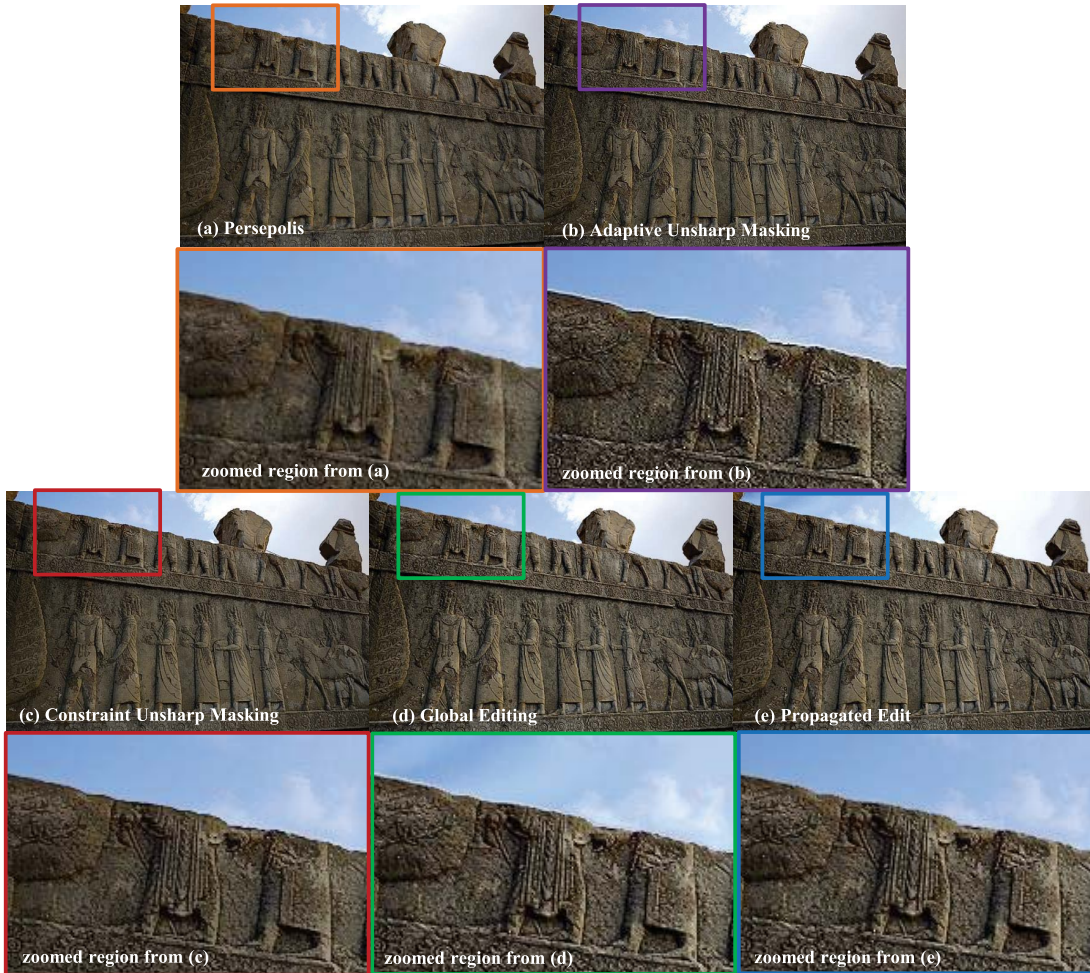 (a) Persepolis
(b) Adaptive Unsharp Masking
zoomed region from (a)
zoomed region from (b)
(c) Constraint Unsharp Masking
(d) Global Editing
(e) Propagated Edit
zoomed region from (c)
zoomed region from (d)
zoomed region from (e)